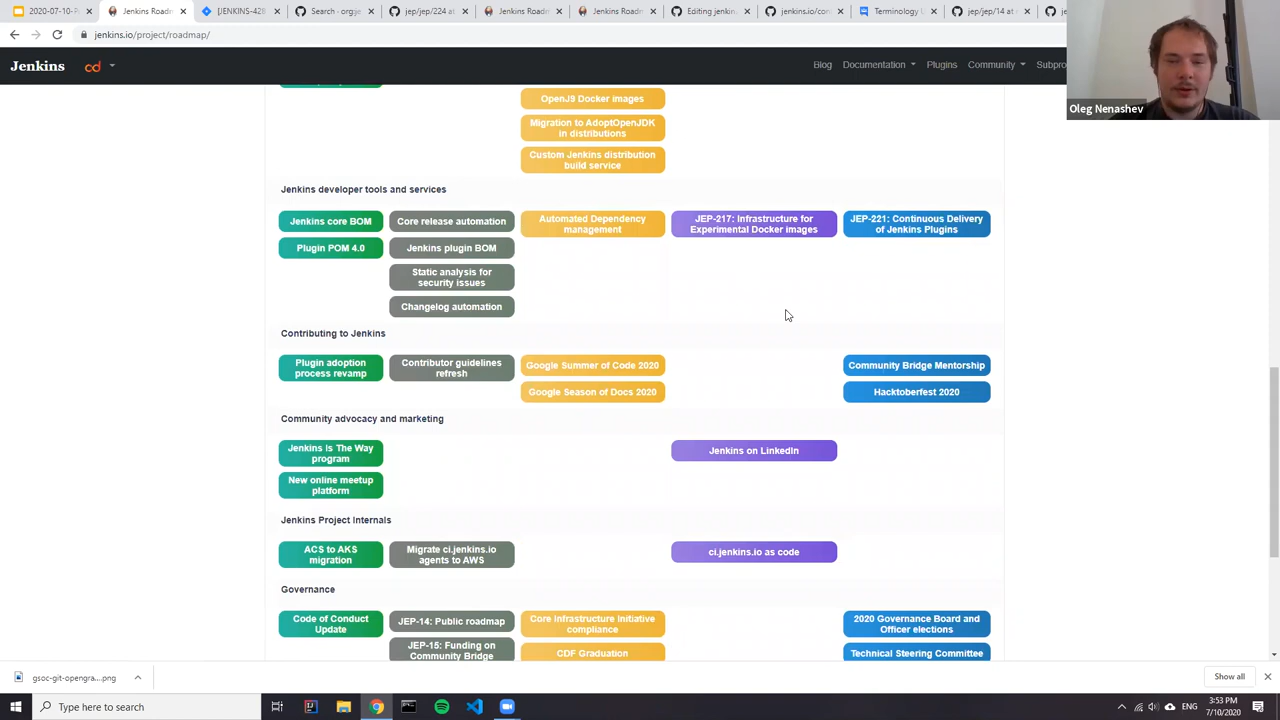 2020-07-10-P
Jenkins Roadm
[JENKINS-428
Search - orgje
jep/jep/224 at
Jenkins Roadm
Jenkins Roadm
Editing jenkin
jenkins.io/con
Terminology U
jep/jep/14 at
je
jenkins.io/project/roadmap/
Jenkins
cd
Blog
Documentation
Plugins
Community
Subpro
Oleg Nenashev
OpenJ9 Docker images
Migration to AdoptOpenJDK
in distributions
Custom Jenkins distribution
build service
Jenkins developer tools and services
Jenkins core BOM
Core release automation
Automated Dependency
management
JEP-217: Infrastructure for
Experimental Docker images
JEP-221: Continuous Delivery
of Jenkins Plugins
Plugin POM 4.0
Jenkins plugin BOM
Static analysis for
security issues
Changelog automation
Contributing to Jenkins
Plugin adoption
process revamp
Contributor guidelines
refresh
Google Summer of Code 2020
Community Bridge Mentorship
Google Season of Docs 2020
Hacktoberfest 2020
Community advocacy and marketing
Jenkins Is The Way
program
Jenkins on LinkedIn
New online meetup
platform
Jenkins Project Internals
ACS to AKS
migration
Migrate ci.jenkins.io
agents to AWS
ci.jenkins.io as code
Governance
Code of Conduct
Update
JEP-14: Public roadmap
Core Infrastructure Initiative
compliance
2020 Governance Board and
Officer elections
JEP-15: Funding on
Community Bridge
CDF Graduation
Technical Steering Committee
gsoc-git-opengra....png
Show all
Type here to search
ENG
3:53 PM
7/10/2020